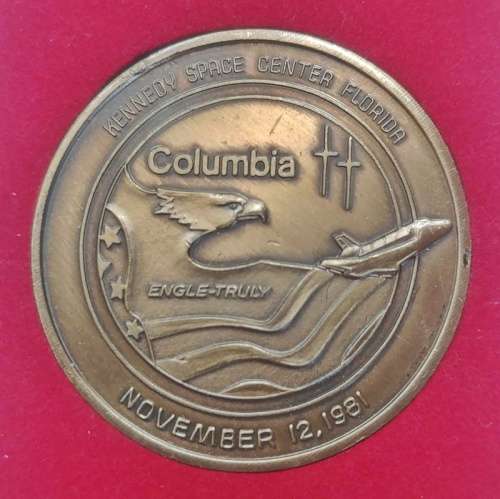 KENNEDY SPACE CENTER FLORIDA
Columbia
ENGLE-TRULY
NOVEMBER 12, 1981